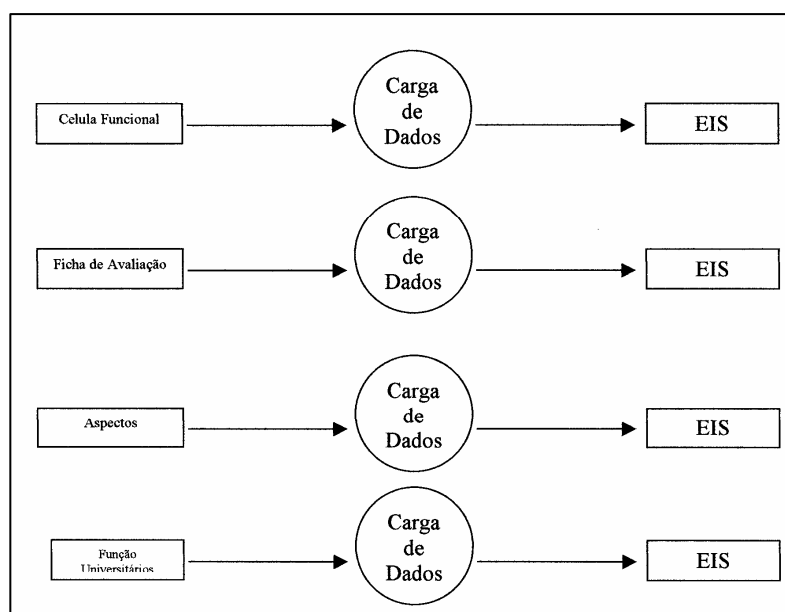 Celula Funcional
Carga
de
Dados
EIS
Ficha de Avaliação
Carga
de
Dados
EIS
Aspectos
Carga
de
Dados
EIS
Função
Universitários
Carga
de
Dados
EIS